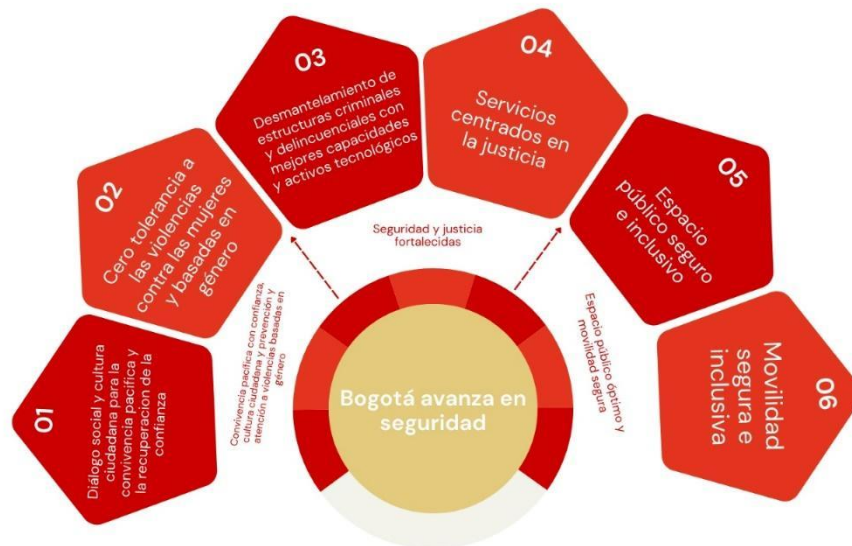 01
Diálogo social y cultura
ciudadana para la
convivencia pacífica y
la recuperacion de la
confianza
02
Cero tolerancia a
las violencias
contra las mujeres
y basadas en
género
03
Desmantelamiento de
estructuras criminales
y delincuenciales con
mejores capacidades
y activos tecnológicos
04
Servicios
centrados en
la justicia
05
Espacio
público seguro
e inclusivo
06
Movilidad
segura e
inclusiva
Convivencia pacífica con confianza,
cultura ciudadana y prevención y
atención a violencias basadas en
género
Seguridad y justicia
fortalecidas
Espacio público óptimo y
movilidad segura
Bogotá avanza en
seguridad